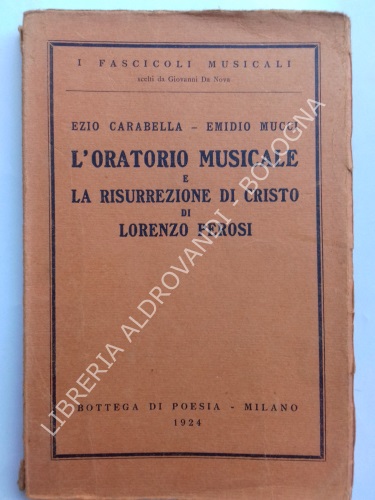 I FASCICOLI MUSICALI
scelti da Giovanni Da Nova
EZIO CARABELLA - EMIDIO MUCCI
L'ORATORIO MUSICALE
E
LA RISURREZIONE DI CRISTO
DI
LORENZO PEROSI
BOTTEGA DI POESIA - MILANO
1924
LIBRERIA ALDROVANDI - BOLOGNA